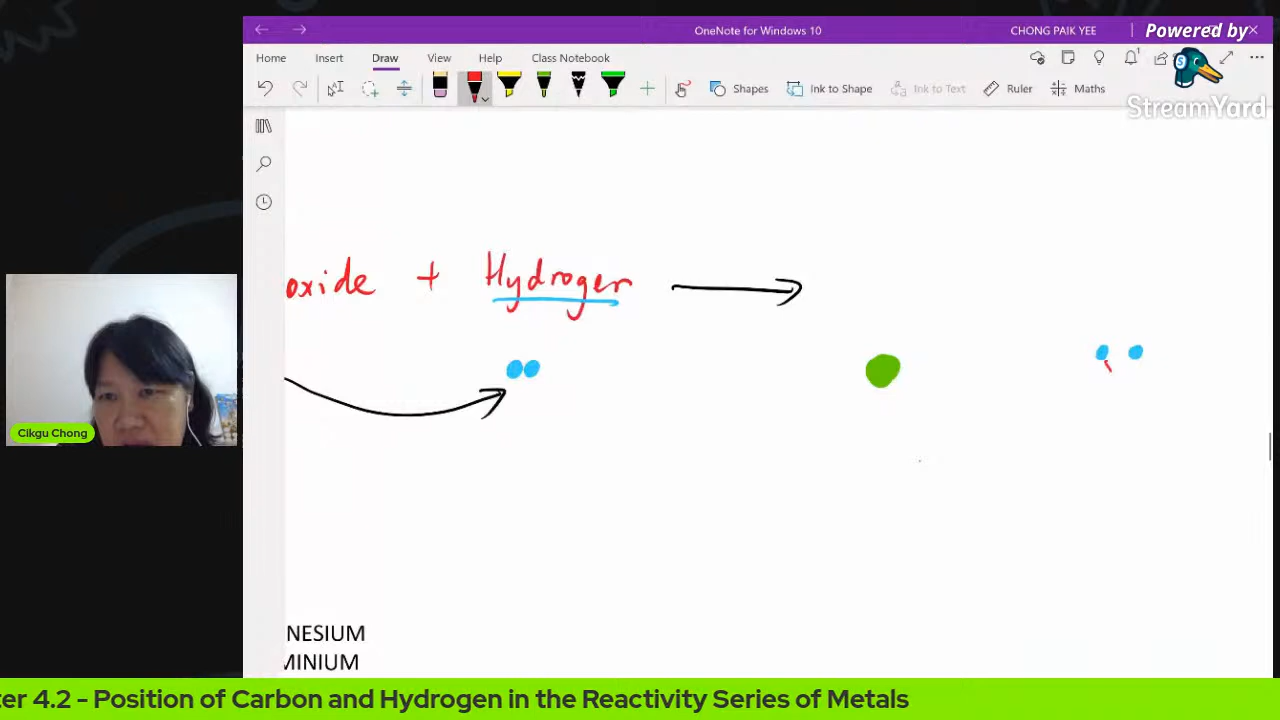 OneNote for Windows 10
CHONG PAIK YEE
Powered by
StreamYard
Home Insert Draw View Help Class Notebook
Shapes Ink to Shape Ink to Text Ruler Maths
oxide + Hydrogen
Cikgu Chong
NESIUM
MINIUM
ter 4.2 - Position of Carbon and Hydrogen in the Reactivity Series of Metals